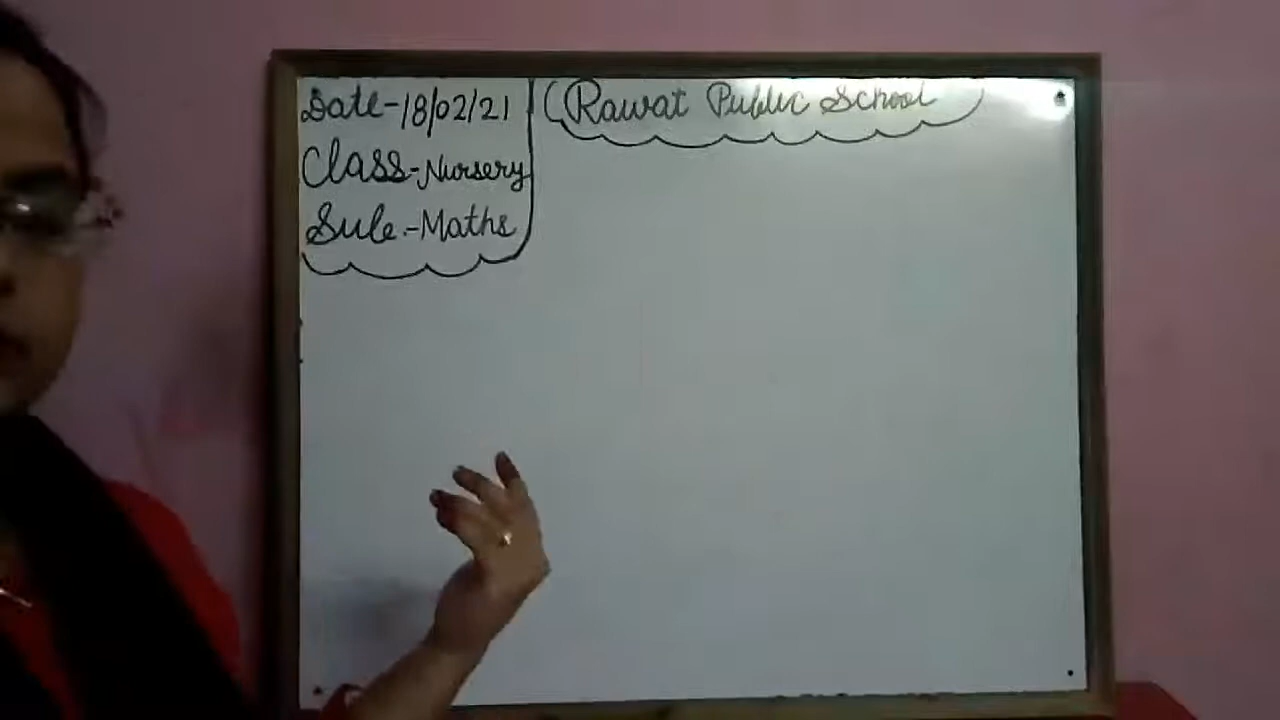 Date-18/02/21
Class-Nursery
Sub.-Maths
(Rawat Public School)